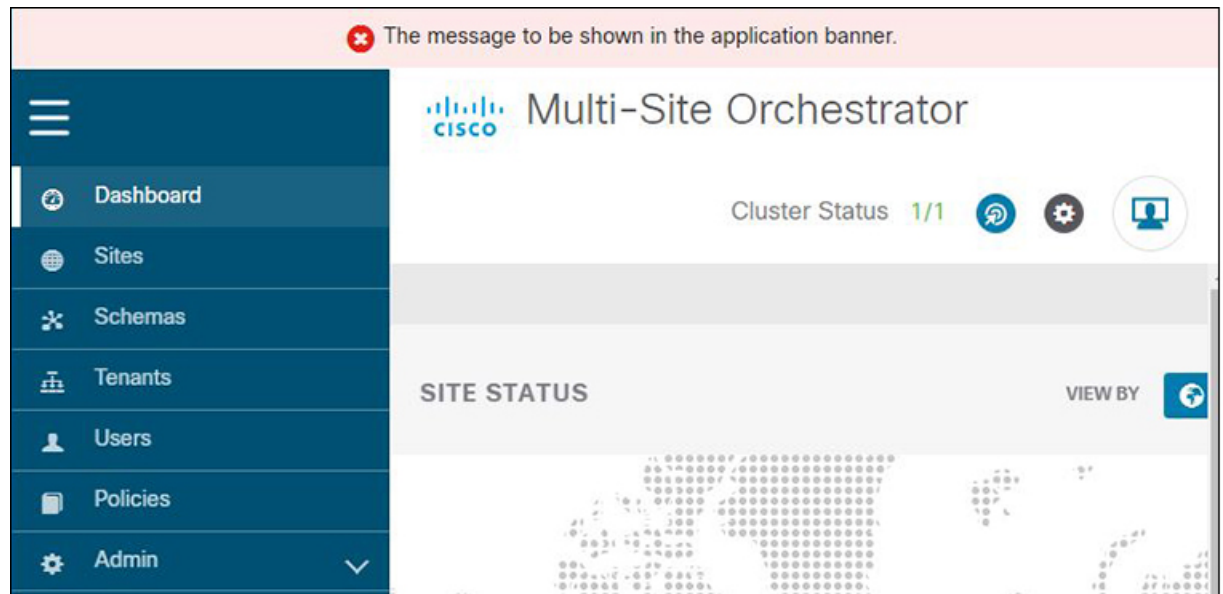 The message to be shown in the application banner.
CISCO Multi-Site Orchestrator
Dashboard
Cluster Status 1/1
Sites
Schemas
Tenants
SITE STATUS VIEW BY
Users
Policies
Admin